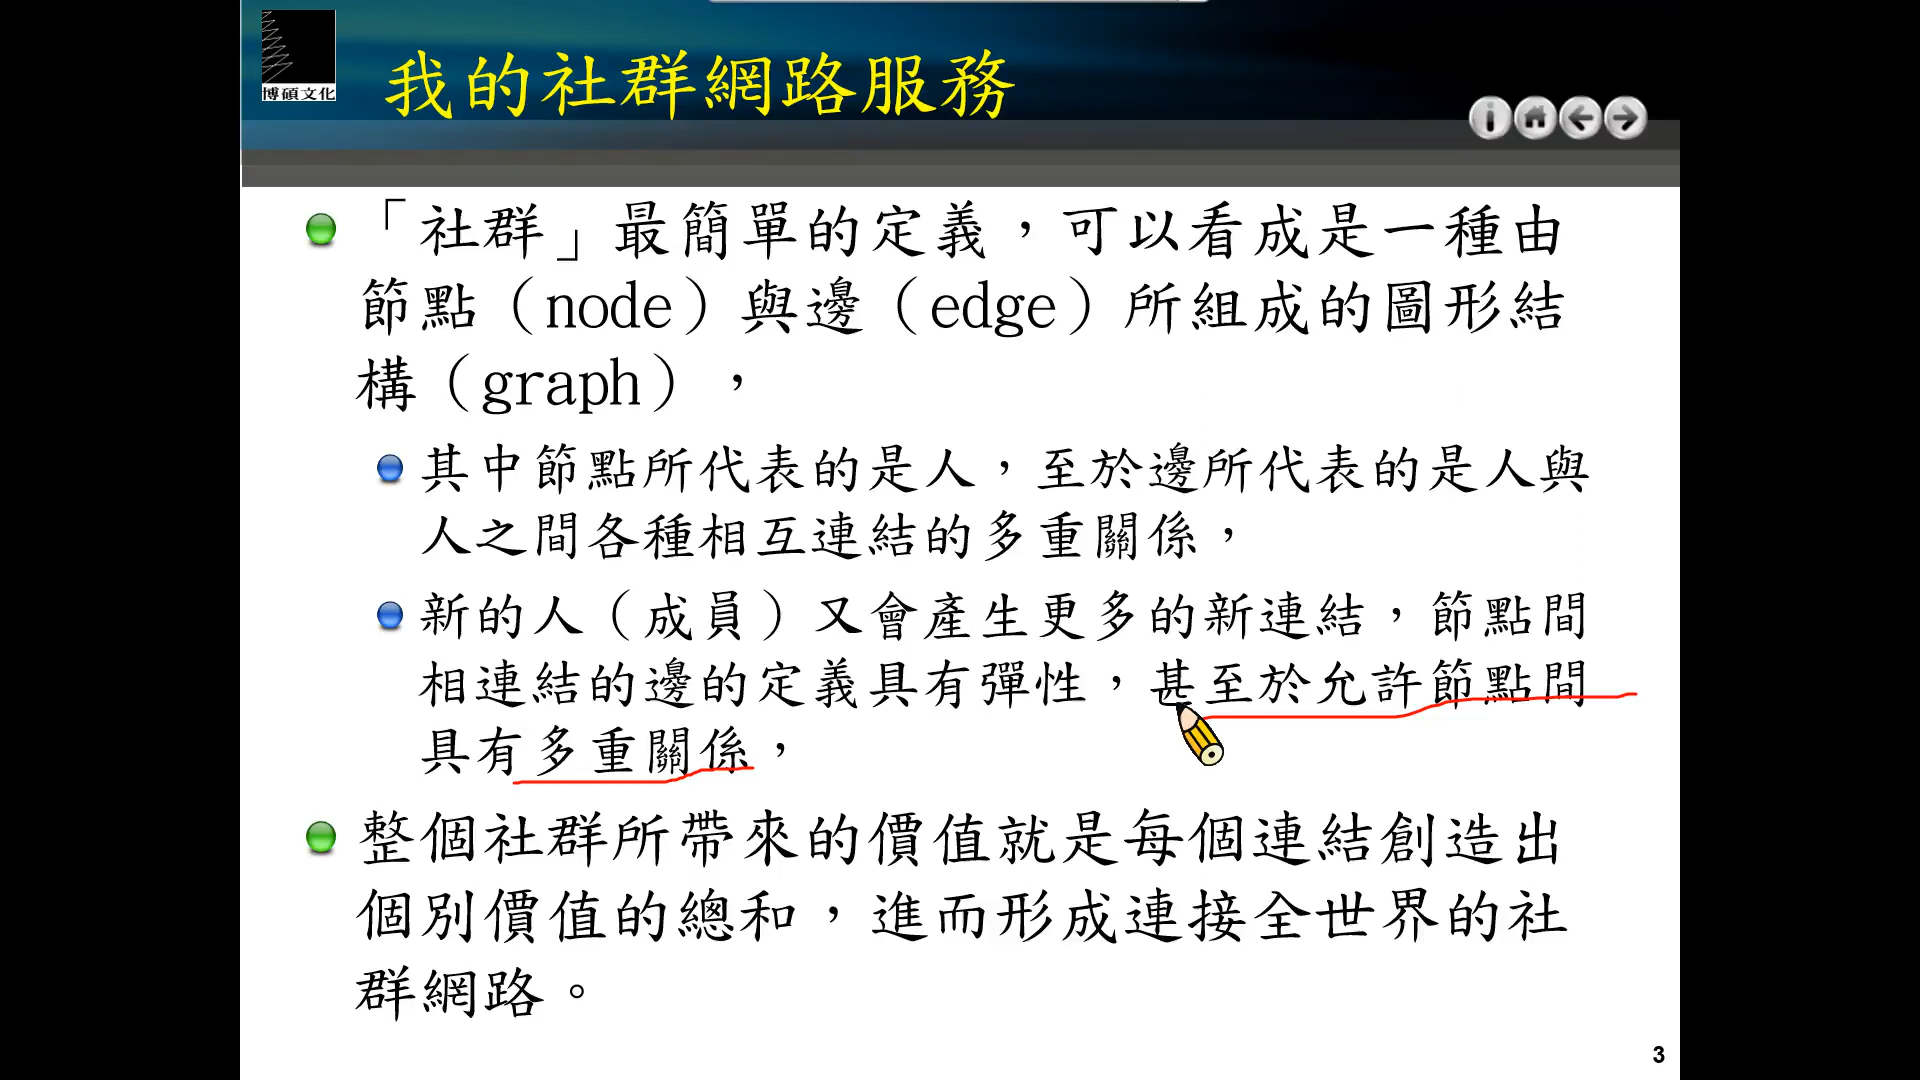 博碩文化
我的社群網路服務
「社群」最簡單的定義，可以看成是一種由
節點（node）與邊（edge）所組成的圖形結
構（graph），
其中節點所代表的是人，至於邊所代表的是人與
人之間各種相互連結的多重關係，
新的人（成員）又會產生更多的新連結，節點間
相連結的邊的定義具有彈性，甚至於允許節點間
具有多重關係，
整個社群所帶來的價值就是每個連結創造出
個別價值的總和，進而形成連接全世界的社
群網路。
3